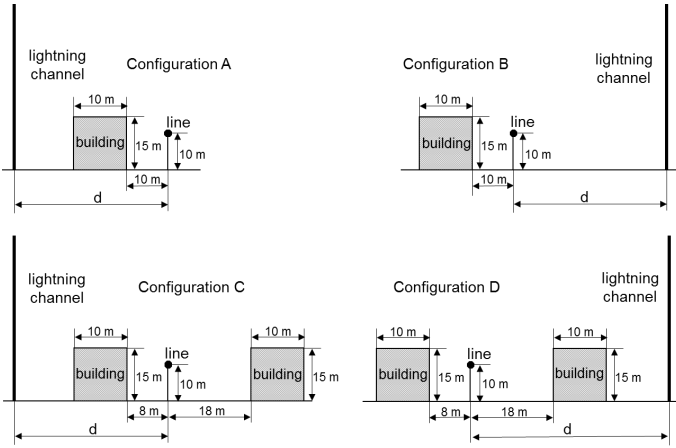 lightning
channel
Configuration A
10 m
building
line
15 m
10 m
10 m
d
Configuration B
lightning
channel
10 m
building
line
15 m
10 m
10 m
d
lightning
channel
Configuration C
10 m
building
line
15 m
10 m
8 m
18 m
10 m
building
15 m
d
Configuration D
lightning
channel
10 m
building
line
15 m
10 m
8 m
18 m
10 m
building
15 m
d